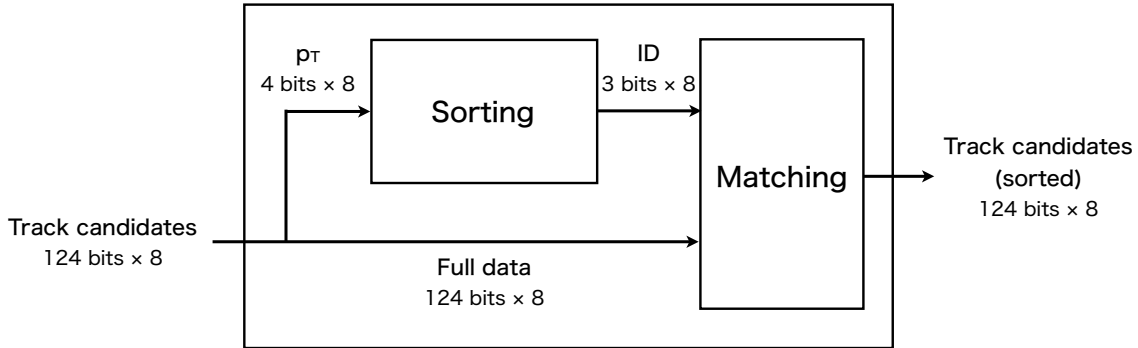 pT
4 bits × 8
Sorting
ID
3 bits × 8
Matching
Track candidates
(sorted)
124 bits × 8
Track candidates
124 bits × 8
Full data
124 bits × 8